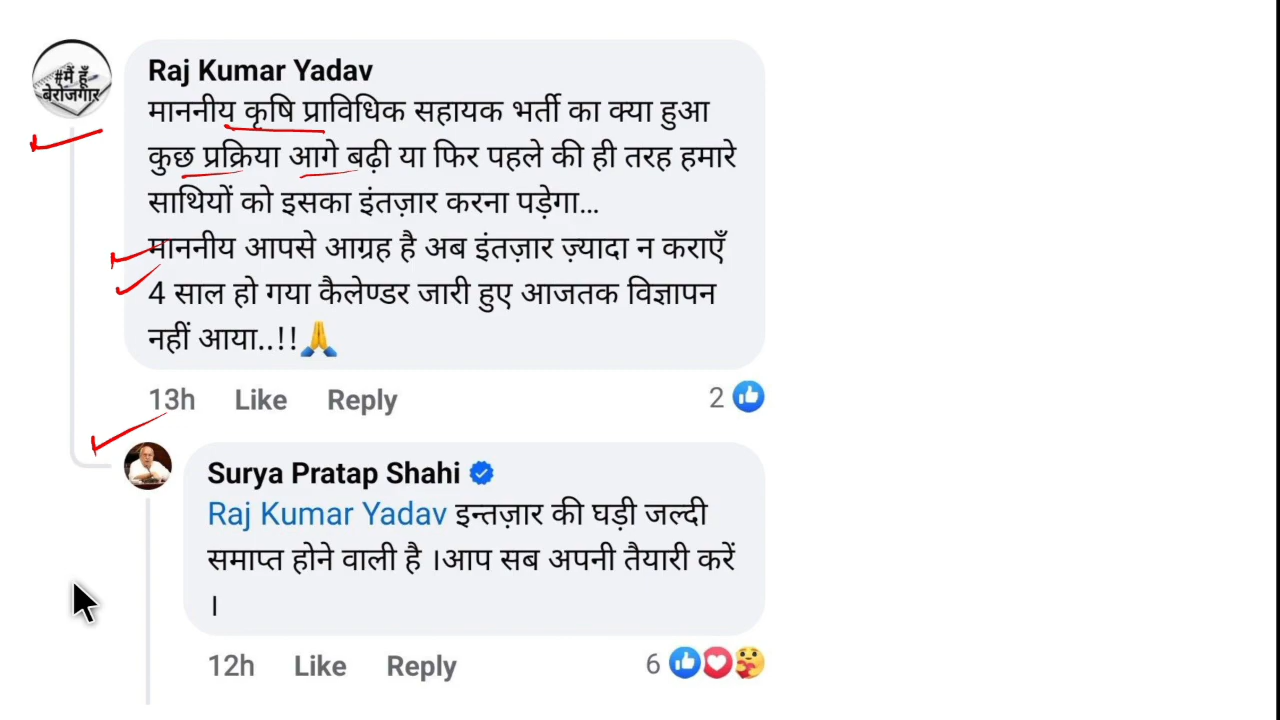 #मैं हूँ
बेरोजगार
Raj Kumar Yadav
माननीय कृषि प्राविधिक सहायक भर्ती का क्या हुआ
कुछ प्रक्रिया आगे बढ़ी या फिर पहले की ही तरह हमारे
साथियों को इसका इंतज़ार करना पड़ेगा...
माननीय आपसे आग्रह है अब इंतज़ार ज़्यादा न कराएँ
4 साल हो गया कैलेण्डर जारी हुए आजतक विज्ञापन
नहीं आया..!!🙏
13h Like Reply 2
Surya Pratap Shahi
Raj Kumar Yadav इन्तज़ार की घड़ी जल्दी
समाप्त होने वाली है ।आप सब अपनी तैयारी करें
।
12h Like Reply 6